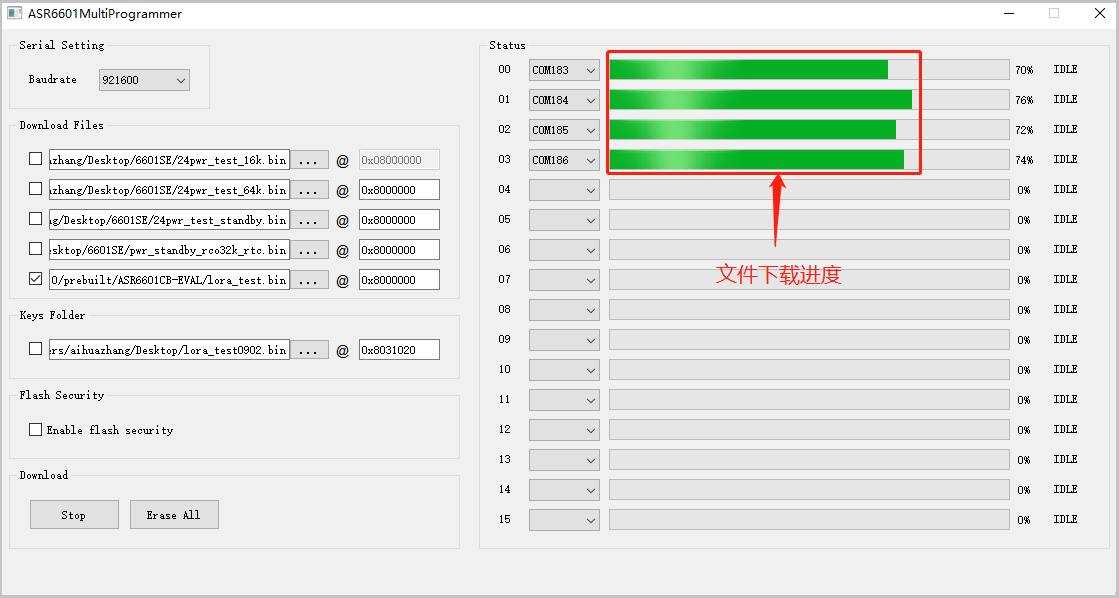 ASR6601MultiProgrammer
Serial Setting
Baudrate 921600
Download Files
azhang/Desktop/6601SE/24pwr_test_16k.bin ... @ 0x08000000
azhang/Desktop/6601SE/24pwr_test_64k.bin ... @ 0x8000000
ng/Desktop/6601SE/24pwr_test_standby.bin ... @ 0x8000000
esktop/6601SE/pwr_standby_rco32k_rtc.bin ... @ 0x8000000
0/prebuilt/ASR6601CB-EVAL/lora_test.bin ... @ 0x8000000
Keys Folder
ers/aihuazhang/Desktop/lora_test0902.bin ... @ 0x8031020
Flash Security
Enable flash security
Download
Stop Erase All
Status
00 COM183 70% IDLE
01 COM184 76% IDLE
02 COM185 72% IDLE
03 COM186 74% IDLE
04 0% IDLE
05 0% IDLE
06 0% IDLE
文件下载进度
07 0% IDLE
08 0% IDLE
09 0% IDLE
10 0% IDLE
11 0% IDLE
12 0% IDLE
13 0% IDLE
14 0% IDLE
15 0% IDLE